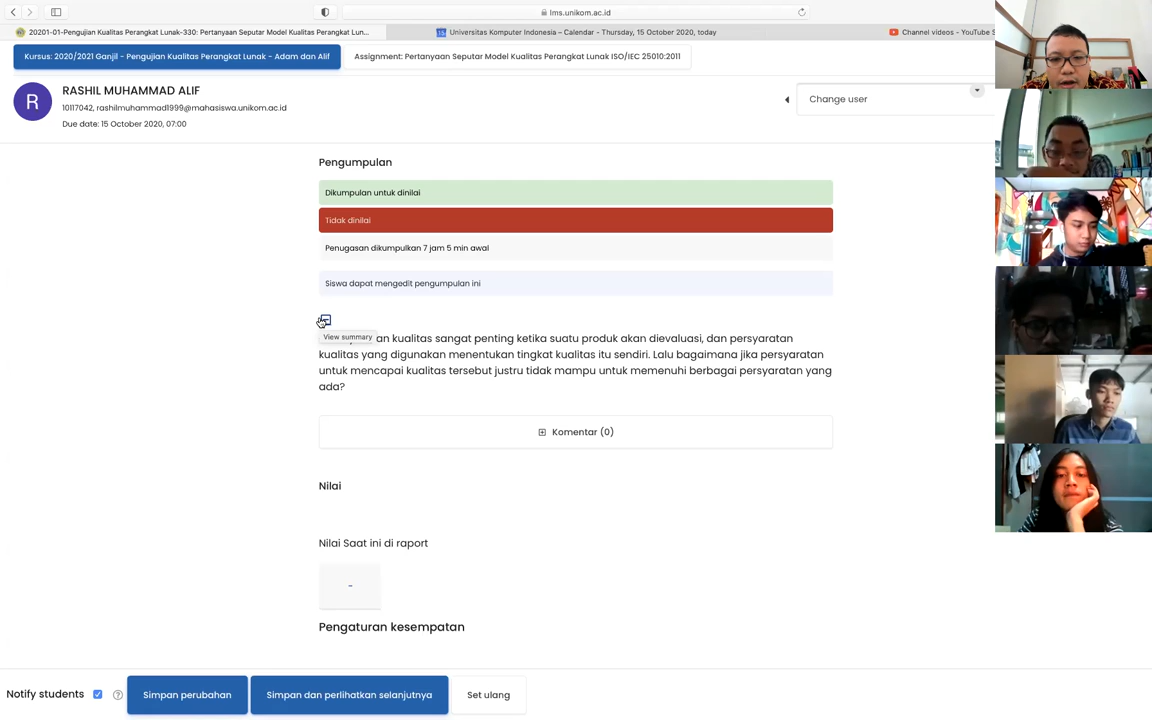 lms.unikom.ac.id
20201-01-Pengujian Kualitas Perangkat Lunak-330: Pertanyaan Seputar Model Kualitas Perangkat Lun...
Universitas Komputer Indonesia – Calendar - Thursday, 15 October 2020, today
Channel videos - YouTube S
Kursus: 2020/2021 Ganjil - Pengujian Kualitas Perangkat Lunak - Adam dan Alif
Assignment: Pertanyaan Seputar Model Kualitas Perangkat Lunak ISO/IEC 25010:2011
R
RASHIL MUHAMMAD ALIF
10117042, rashilmuhammad1999@mahasiswa.unikom.ac.id
Due date: 15 October 2020, 07:00
Change user
Pengumpulan
Dikumpulan untuk dinilai
Tidak dinilai
Penugasan dikumpulkan 7 jam 5 min awal
Siswa dapat mengedit pengumpulan ini
View summary
an kualitas sangat penting ketika suatu produk akan dievaluasi, dan persyaratan
kualitas yang digunakan menentukan tingkat kualitas itu sendiri. Lalu bagaimana jika persyaratan
untuk mencapai kualitas tersebut justru tidak mampu untuk memenuhi berbagai persyaratan yang
ada?
Komentar (0)
Nilai
Nilai Saat ini di raport
-
Pengaturan kesempatan
Notify students
Simpan perubahan
Simpan dan perlihatkan selanjutnya
Set ulang